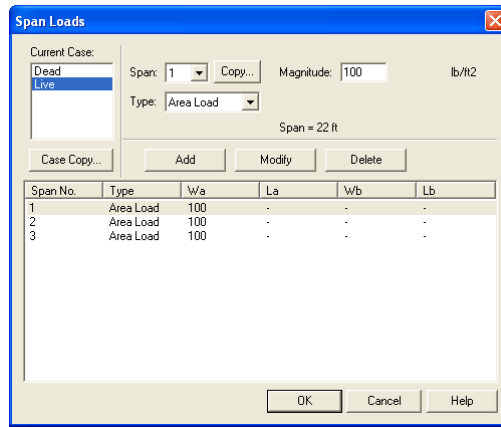 Span Loads
Current Case:
Dead
Live
Span: 1 Copy... Magnitude: 100 lb/ft2
Type: Area Load
Span = 22 ft
Case Copy... Add Modify Delete
Span No. Type Wa La Wb Lb
1 Area Load 100 - - -
2 Area Load 100 - - -
3 Area Load 100 - - -
OK Cancel Help